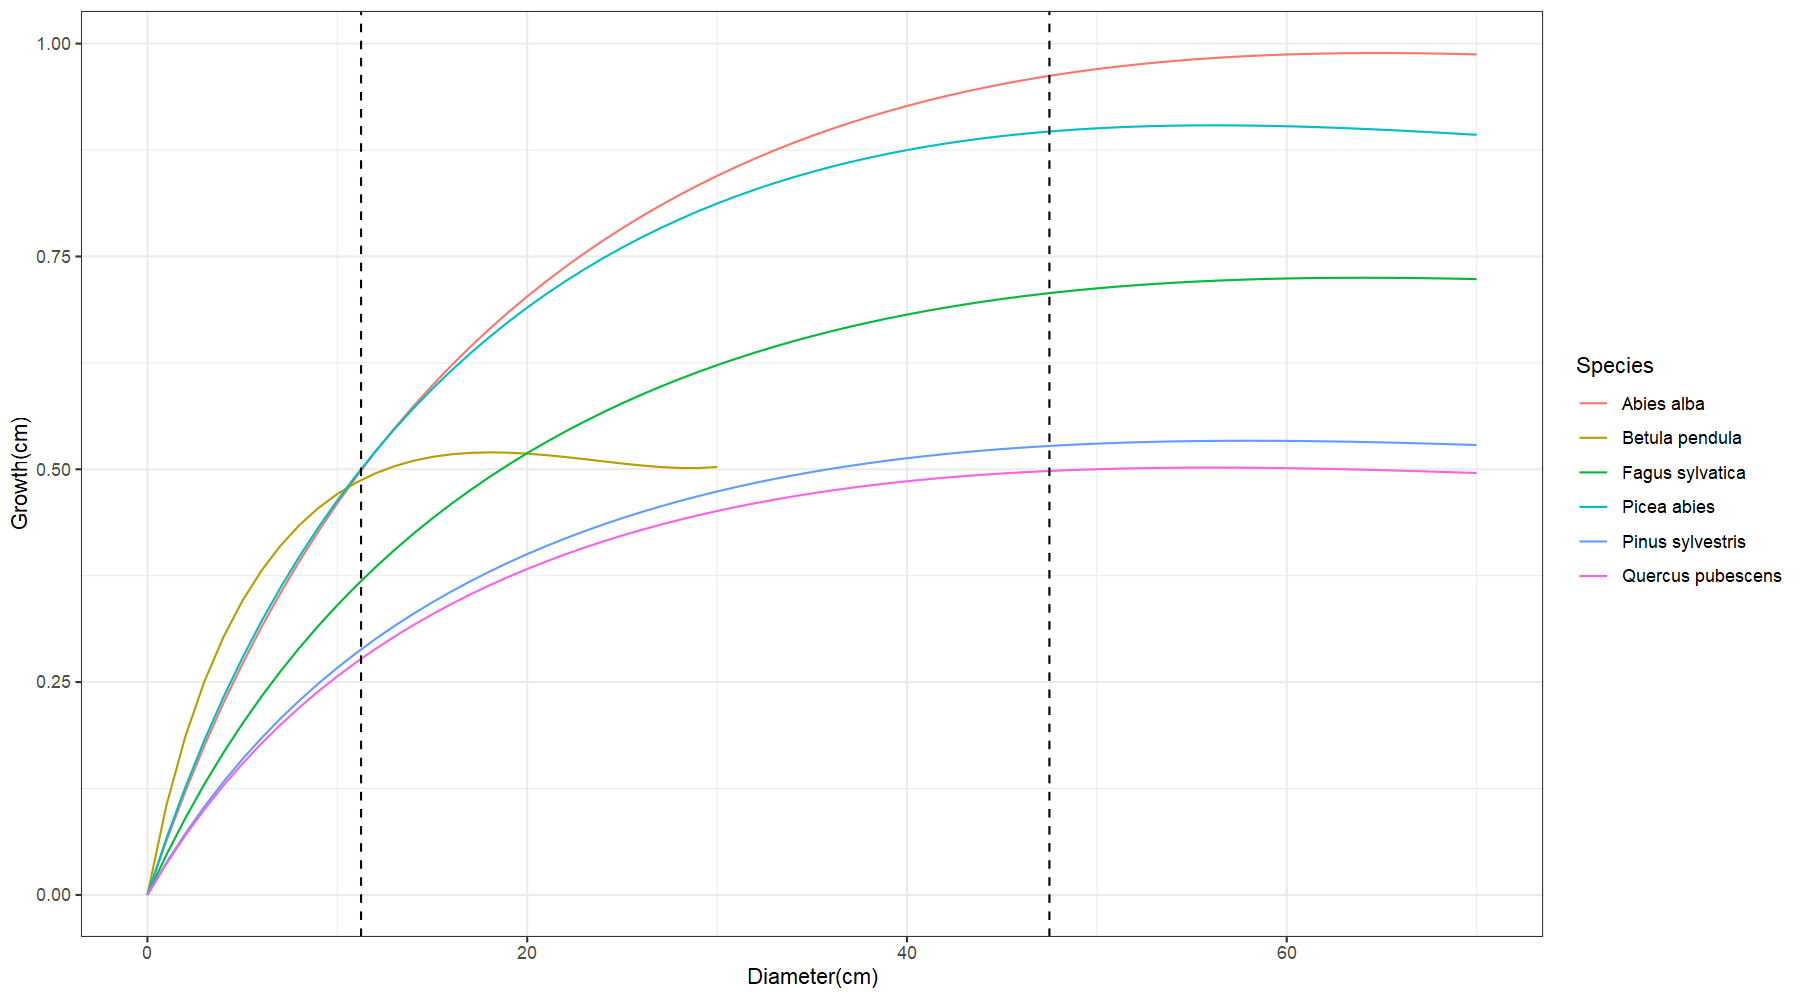 1.00
0.75
0.50
0.25
0.00
Growth(cm)
0 20 40 60
Diameter(cm)
Species
Abies alba
Betula pendula
Fagus sylvatica
Picea abies
Pinus sylvestris
Quercus pubescens